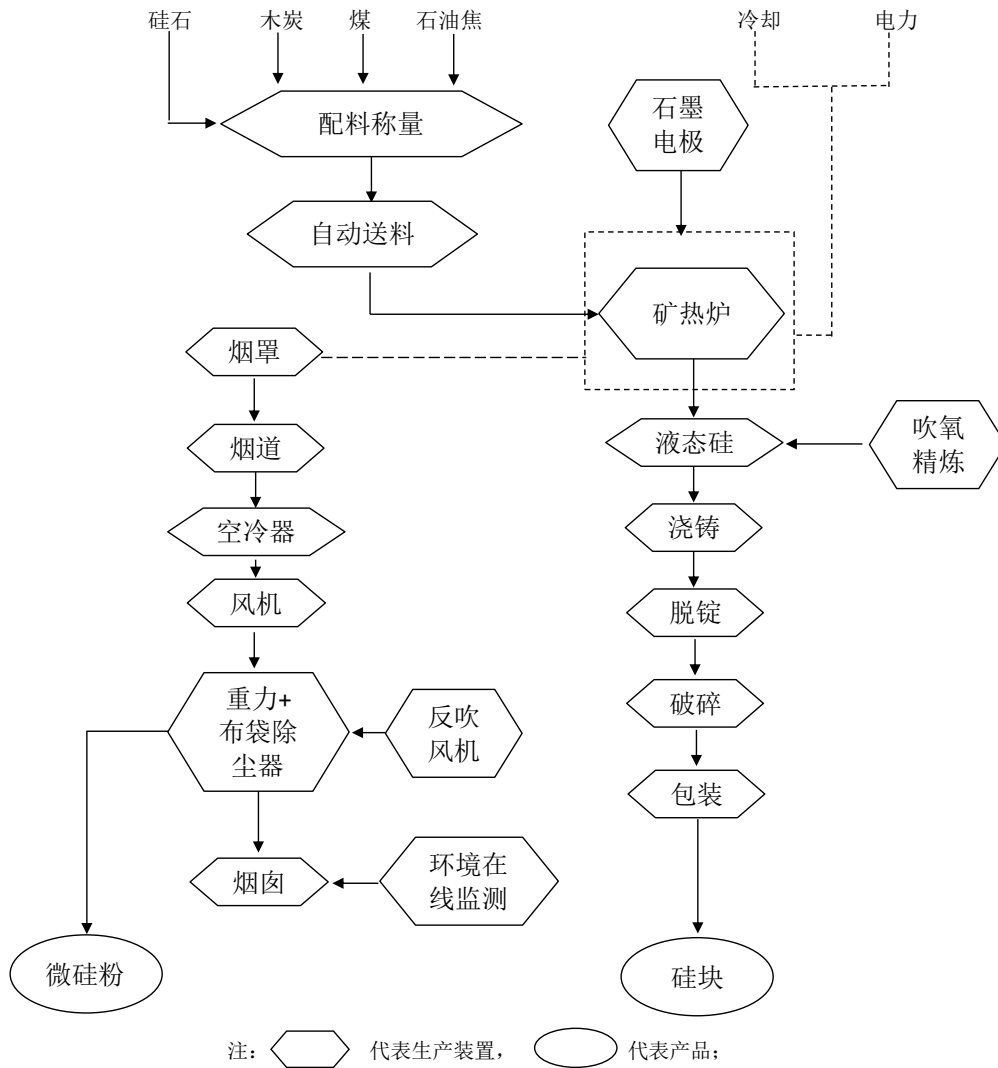 硅石 木炭 煤 石油焦 冷却 电力
配料称量
石墨
电极
自动送料
矿热炉
烟罩
液态硅
吹氧
精炼
烟道
空冷器
浇铸
风机
脱锭
重力+
布袋除
尘器
反吹
风机
破碎
包装
烟囱
环境在
线监测
微硅粉
硅块
注： 代表生产装置， 代表产品；